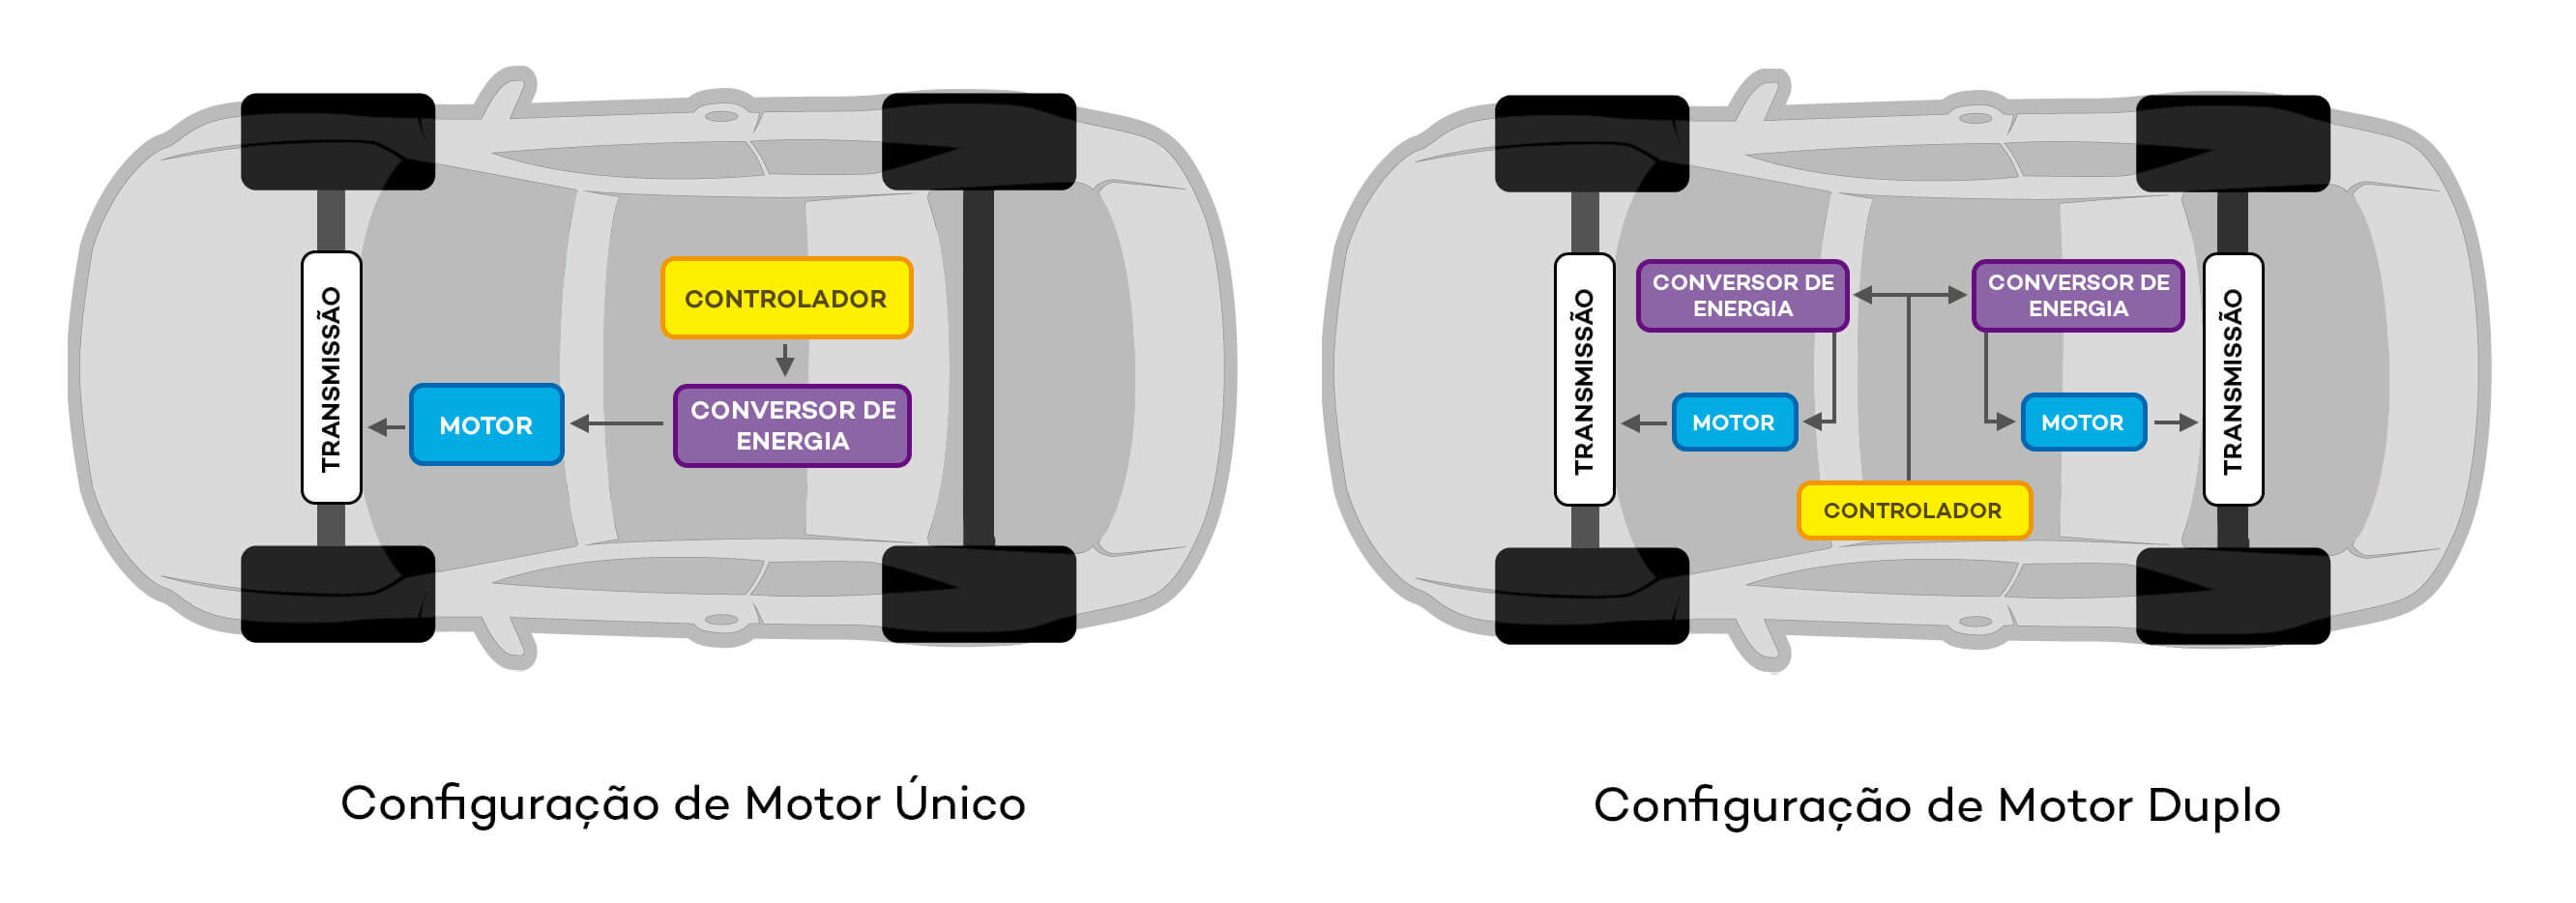 TRANSMISSÃO
CONTROLADOR
MOTOR
CONVERSOR DE
ENERGIA
Configuração de Motor Único
TRANSMISSÃO
CONVERSOR DE
ENERGIA
CONVERSOR DE
ENERGIA
MOTOR
MOTOR
CONTROLADOR
TRANSMISSÃO
Configuração de Motor Duplo